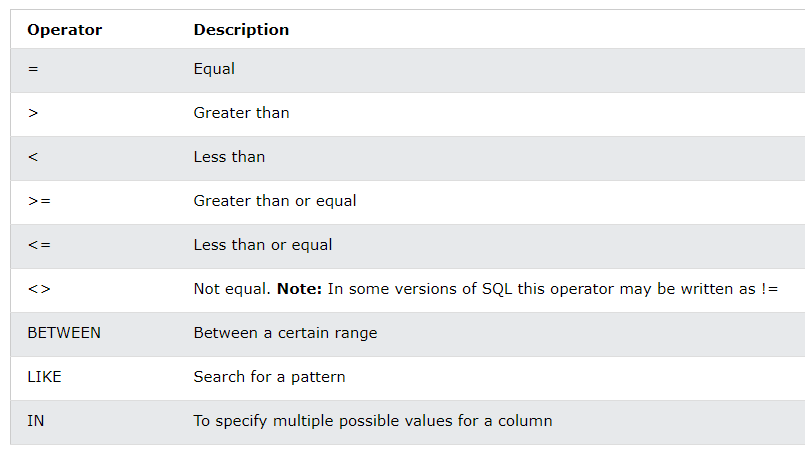 Operator Description
= Equal
> Greater than
< Less than
>= Greater than or equal
<= Less than or equal
<> Not equal. Note: In some versions of SQL this operator may be written as !=
BETWEEN Between a certain range
LIKE Search for a pattern
IN To specify multiple possible values for a column